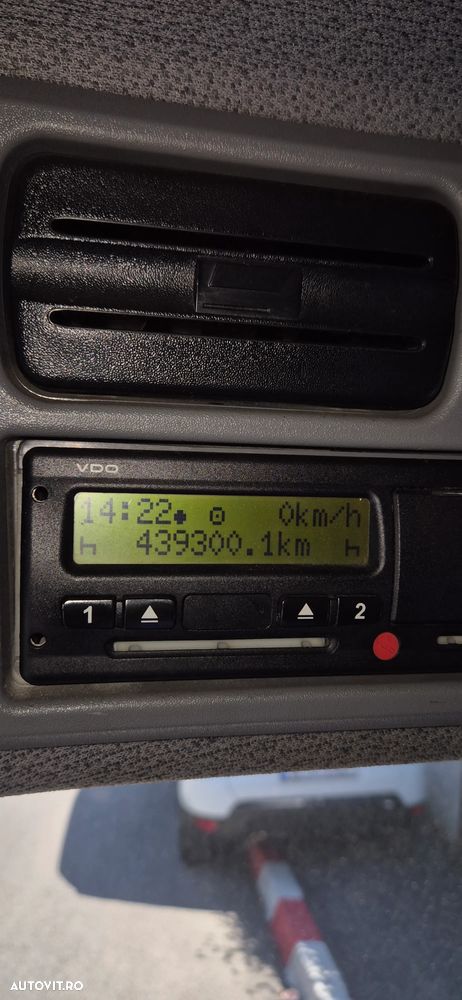 VDO
14:22 0km/h
439300.1km
1 2
AUTOVIT.RO